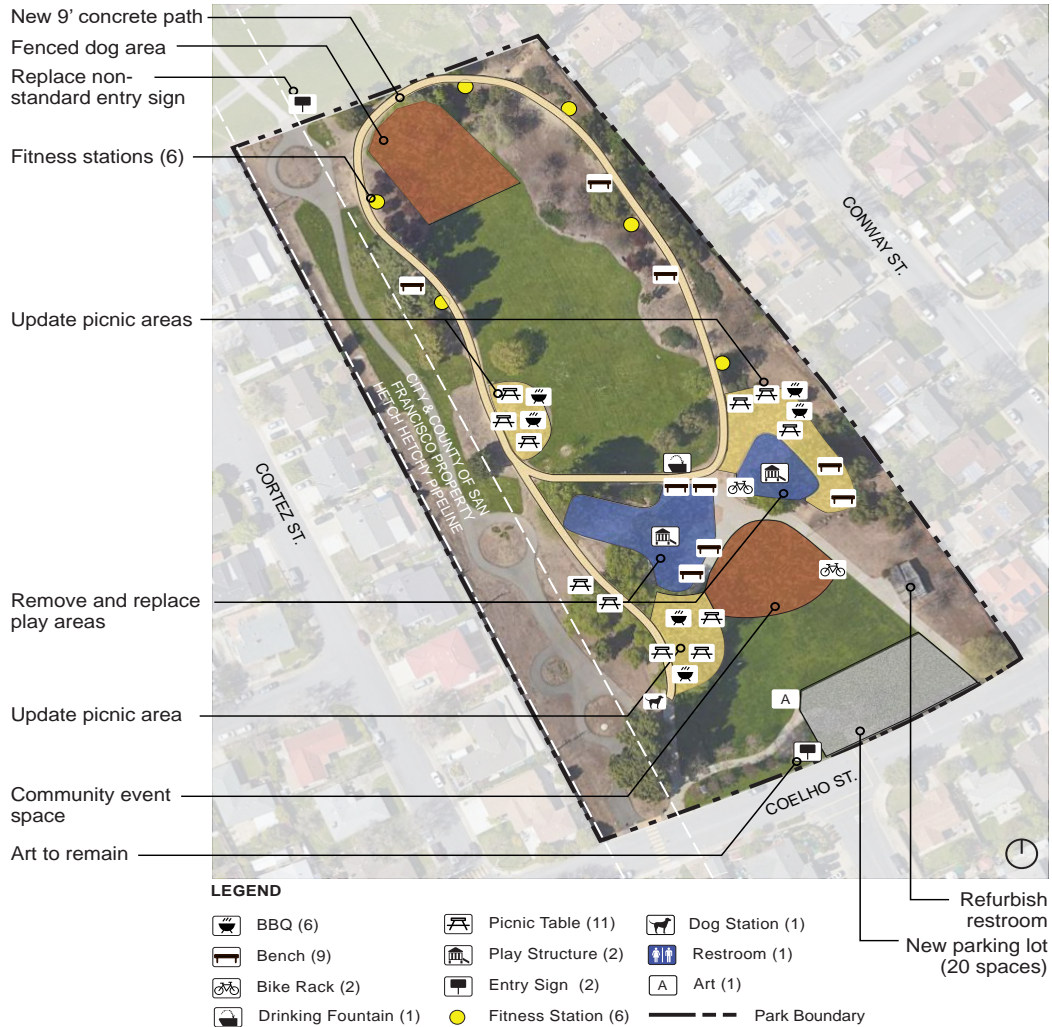 New 9’ concrete path
Fenced dog area
Replace non-
standard entry sign
Fitness stations (6)
Update picnic areas
CONWAY ST.
CITY & COUNTY OF SAN
FRANCISCO PROPERTY
HETCH HETCHY PIPELINE
CORTEZ ST.
Remove and replace
play areas
Update picnic area
A
Community event
space
COELHO ST.
Art to remain
Refurbish
restroom
New parking lot
(20 spaces)
LEGEND
BBQ (6)
Picnic Table (11)
Dog Station (1)
Bench (9)
Play Structure (2)
Restroom (1)
Bike Rack (2)
Entry Sign (2)
A Art (1)
Drinking Fountain (1)
Fitness Station (6)
Park Boundary